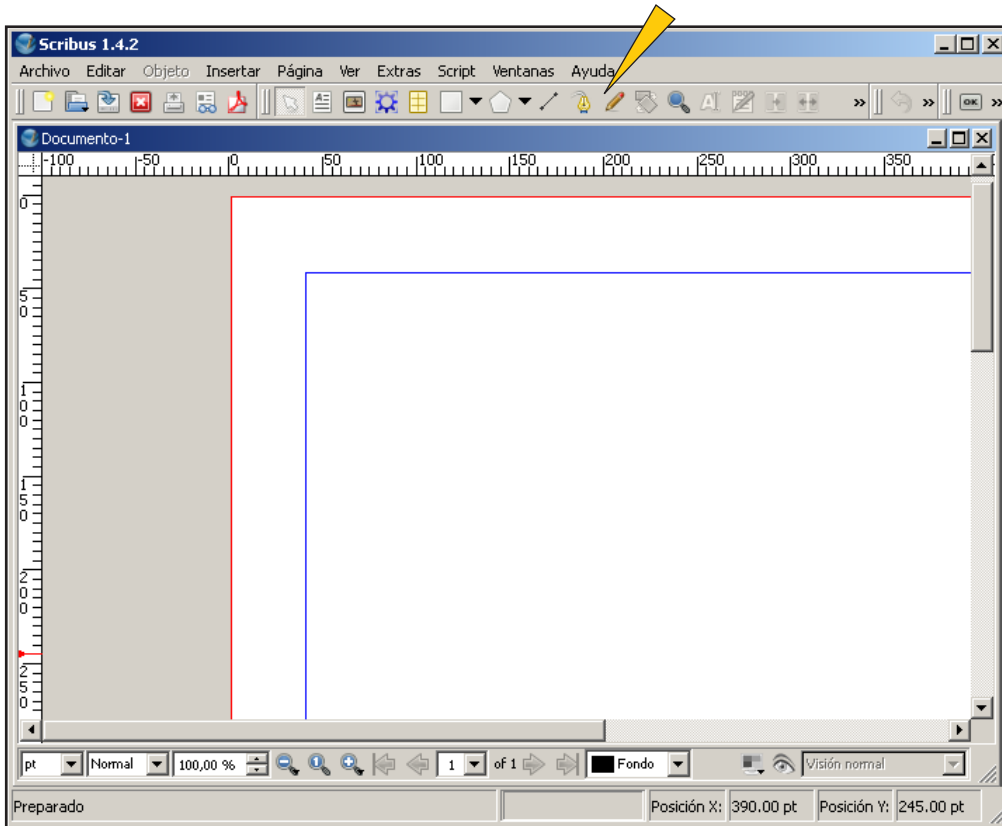 Scribus 1.4.2
Archivo Editar Objeto Insertar Página Ver Extras Script Ventanas Ayuda
OK
Documento-1
-100 -50 0 50 100 150 200 250 300 350
0
50
100
150
200
250
pt Normal 100,00 % 1 of 1 Fondo Visión normal
Preparado Posición X: 390.00 pt Posición Y: 245.00 pt